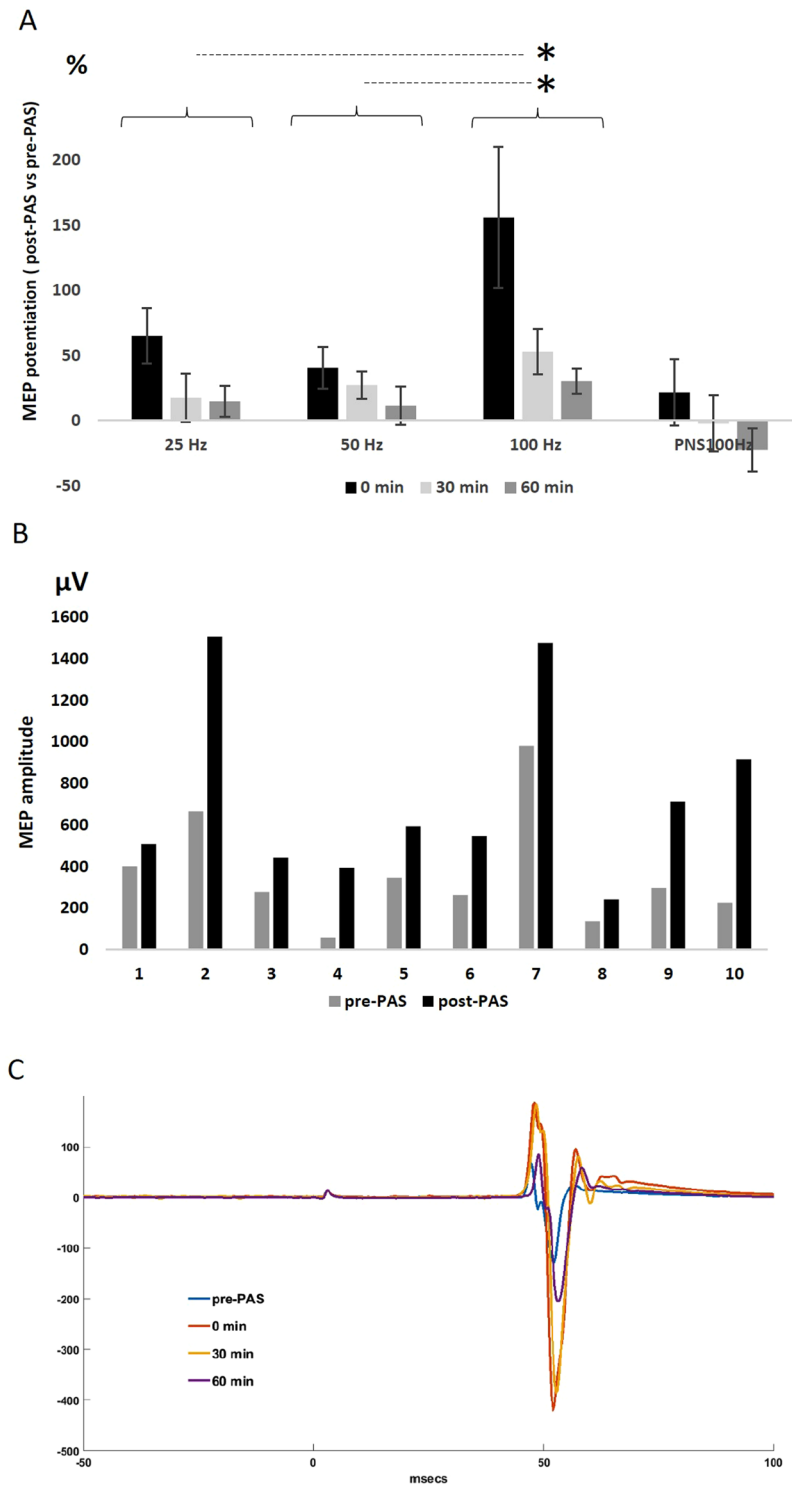 A
%
*
*
MEP potentiation ( post-PAS vs pre-PAS)
200
150
100
50
0
-50
25 Hz 50 Hz 100 Hz PNS100Hz
0 min 30 min 60 min
B
µV
MEP amplitude
1600
1400
1200
1000
800
600
400
200
0
1 2 3 4 5 6 7 8 9 10
pre-PAS post-PAS
C
100
0
-100
-200
-300
-400
-500
pre-PAS
0 min
30 min
60 min
-50 0 50 100
msecs